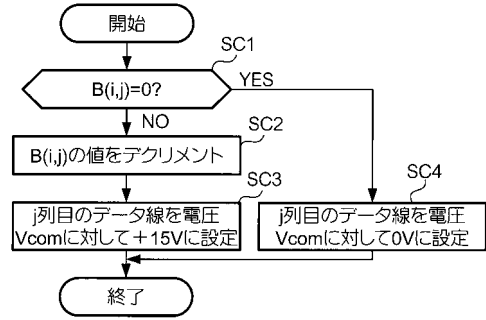 開始
SC1
B(i,j)=0?
YES
NO
SC2
B(i,j)の値をデクリメント
SC3
SC4
j列目のデータ線を電圧
Vcomに対して＋15Vに設定
j列目のデータ線を電圧
Vcomに対して0Vに設定
終了